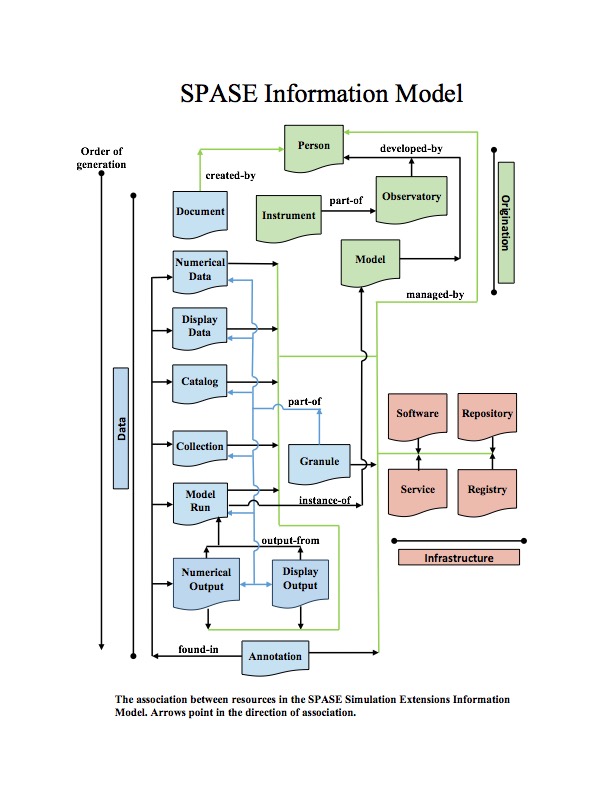 SPASE Information Model
Order of
generation
Person
developed-by
created-by
Document
Instrument
part-of
Observatory
Origination
Numerical
Data
Model
managed-by
Display
Data
Catalog
part-of
Data
Software
Repository
Collection
Granule
Service
Registry
Model
Run
instance-of
output-from
Infrastructure
Numerical
Output
Display
Output
found-in
Annotation
The association between resources in the SPASE Simulation Extensions Information
Model. Arrows point in the direction of association.